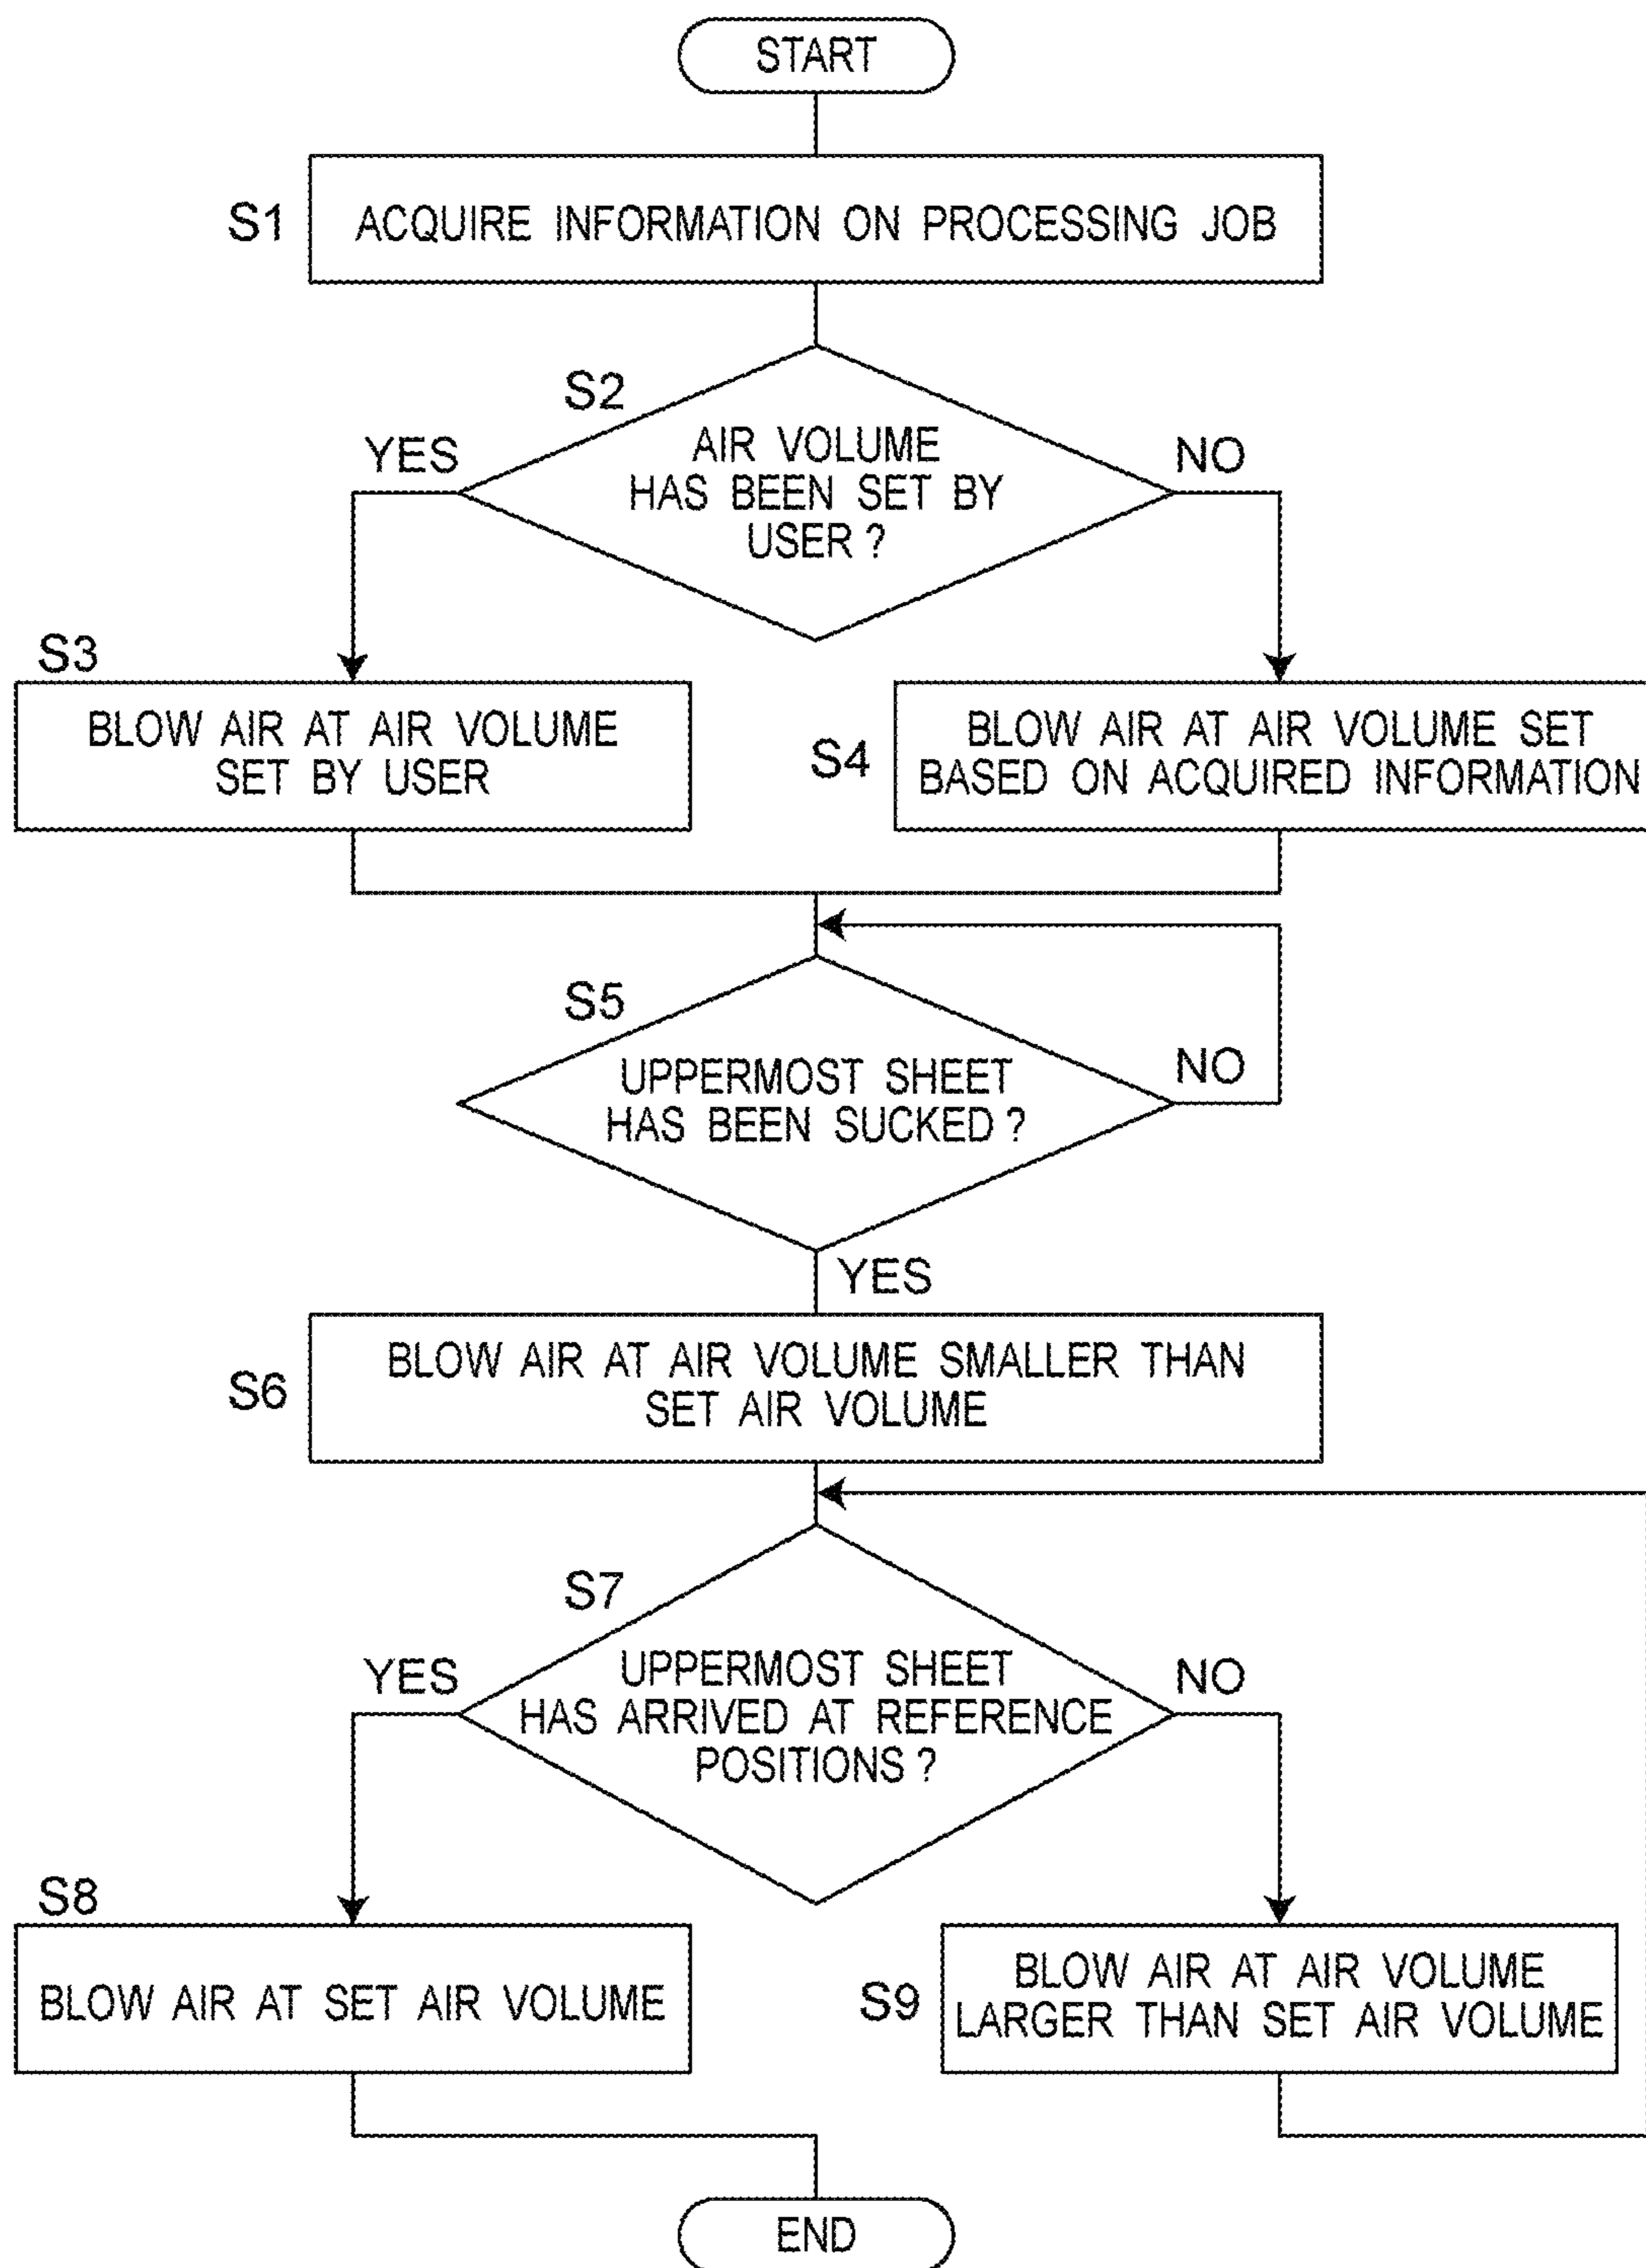 START
S1
ACQUIRE INFORMATION ON PROCESSING JOB
S2
AIR VOLUME
HAS BEEN SET BY
USER ?
YES
NO
S3
BLOW AIR AT AIR VOLUME
SET BY USER
S4
BLOW AIR AT AIR VOLUME SET
BASED ON ACQUIRED INFORMATION
S5
UPPERMOST SHEET
HAS BEEN SUCKED ?
NO
YES
S6
BLOW AIR AT AIR VOLUME SMALLER THAN
SET AIR VOLUME
S7
UPPERMOST SHEET
HAS ARRIVED AT REFERENCE
POSITIONS ?
YES
NO
S8
BLOW AIR AT SET AIR VOLUME
S9
BLOW AIR AT AIR VOLUME
LARGER THAN SET AIR VOLUME
END